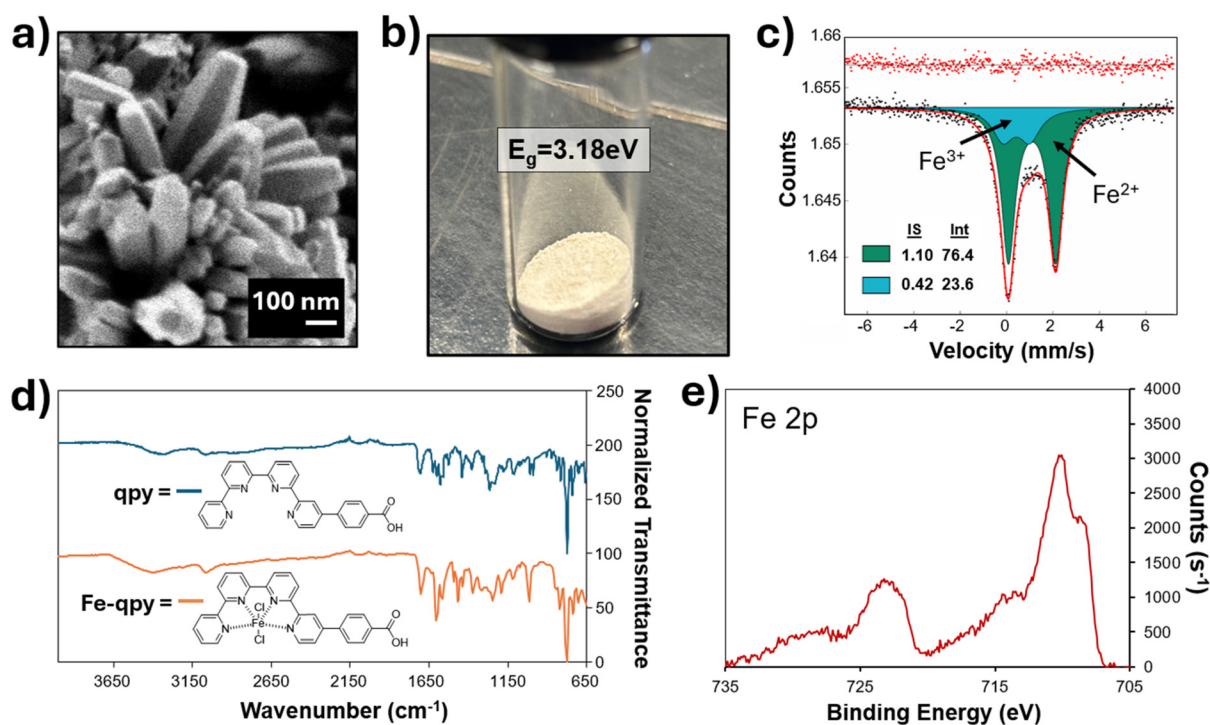 a)
100 nm
b)
Eg=3.18eV
c)
1.66
1.655
1.65
1.645
1.64
Counts
Fe3+
Fe2+
IS Int
1.10 76.4
0.42 23.6
-6 -4 -2 0 2 4 6
Velocity (mm/s)
d)
250
200
150
100
50
0
Normalized Transmittance
qpy =
N
N
N
N
O
OH
Fe-qpy =
N
N
N
N
Cl
Fe
Cl
O
OH
3650 3150 2650 2150 1650 1150 650
Wavenumber (cm-1)
e)
Fe 2p
4000
3500
3000
2500
2000
1500
1000
500
0
Counts (s-1)
735 725 715 705
Binding Energy (eV)